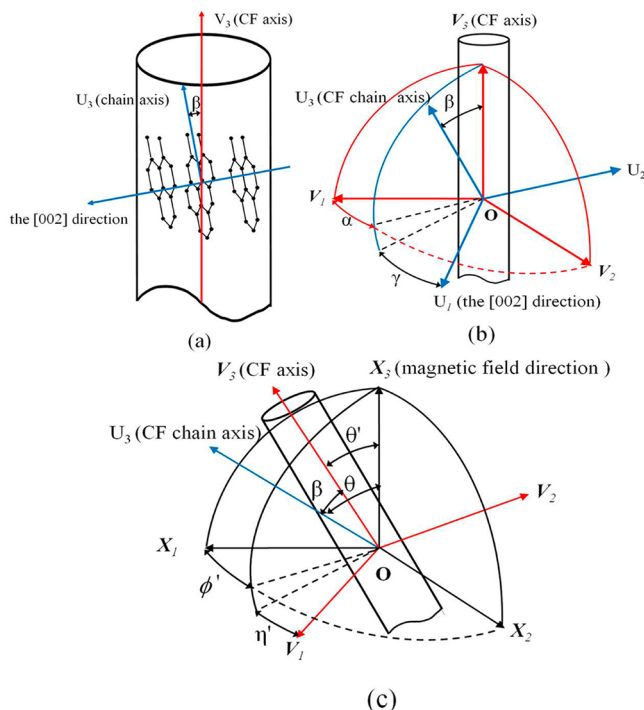 V3 (CF axis)
U3 (chain axis)
β
the [002] direction
(a)
V3 (CF axis)
U3 (CF chain axis)
β
U2
V1
O
α
V2
γ
U1 (the [002] direction)
(b)
V3 (CF axis)
X3 (magnetic field direction )
U3 (CF chain axis)
θ'
β
θ
V2
X1
O
ϕ'
η'
V1
X2
(c)